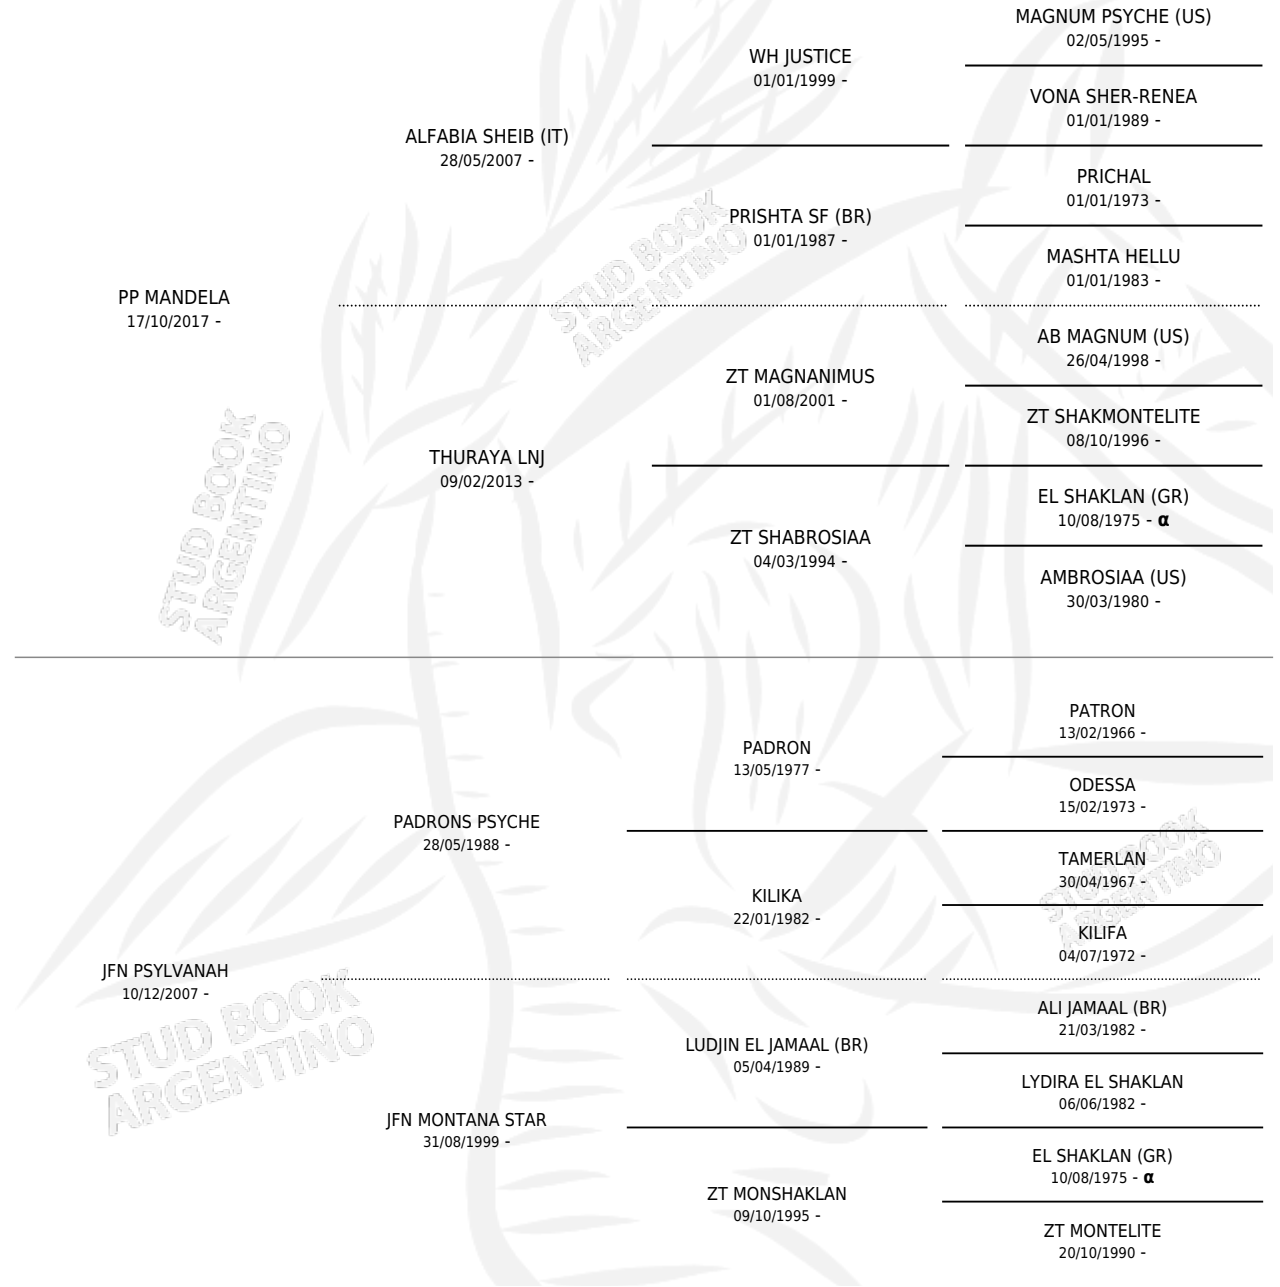 MAGNUM PSYCHE (US)
02/05/1995 -
WH JUSTICE
01/01/1999 -
VONA SHER-RENEA
01/01/1989 -
ALFABIA SHEIB (IT)
28/05/2007 -
PRICHAL
01/01/1973 -
PRISHTA SF (BR)
01/01/1987 -
MASHTA HELLU
01/01/1983 -
PP MANDELA
17/10/2017 -
AB MAGNUM (US)
26/04/1998 -
ZT MAGNANIMUS
01/08/2001 -
ZT SHAKMONTELITE
08/10/1996 -
THURAYA LNJ
09/02/2013 -
EL SHAKLAN (GR)
10/08/1975 - α
ZT SHABROSIAA
04/03/1994 -
AMBROSIAA (US)
30/03/1980 -
PATRON
13/02/1966 -
PADRON
13/05/1977 -
ODESSA
15/02/1973 -
PADRONS PSYCHE
28/05/1988 -
TAMERLAN
30/04/1967 -
KILIKA
22/01/1982 -
KILIFA
04/07/1972 -
JFN PSYLVANAH
10/12/2007 -
ALI JAMAAL (BR)
21/03/1982 -
LUDJIN EL JAMAAL (BR)
05/04/1989 -
LYDIRA EL SHAKLAN
06/06/1982 -
JFN MONTANA STAR
31/08/1999 -
EL SHAKLAN (GR)
10/08/1975 - α
ZT MONSHAKLAN
09/10/1995 -
ZT MONTELITE
20/10/1990 -
STUD BOOK
ARGENTINO
STUD BOOK
ARGENTINO
STUD BOOK
ARGENTINO
STUD BOOK
ARGENTINO